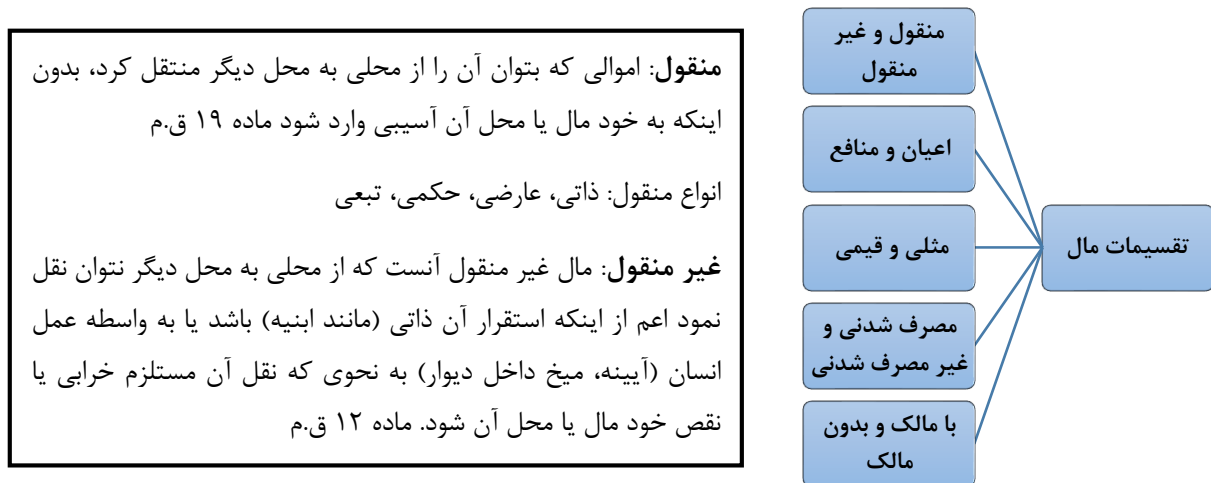 تقسیمات مال
منقول و غیر
منقول
اعیان و منافع
مثلی و قیمی
مصرف شدنی و
غیر مصرف شدنی
با مالک و بدون
مالک
منقول: اموالی که بتوان آن را از محلی به محل دیگر منتقل کرد، بدون
اینکه به خود مال یا محل آن آسیبی وارد شود ماده ۱۹ ق.م
انواع منقول: ذاتی، عارضی، حکمی، تبعی
غیر منقول: مال غیر منقول آنست که از محلی به محل دیگر نتوان نقل
نمود اعم از اینکه استقرار آن ذاتی (مانند ابنیه) باشد یا به واسطه عمل
انسان (آیینه، میخ داخل دیوار) به نحوی که نقل آن مستلزم خرابی یا
نقص خود مال یا محل آن شود. ماده ۱۲ ق.م